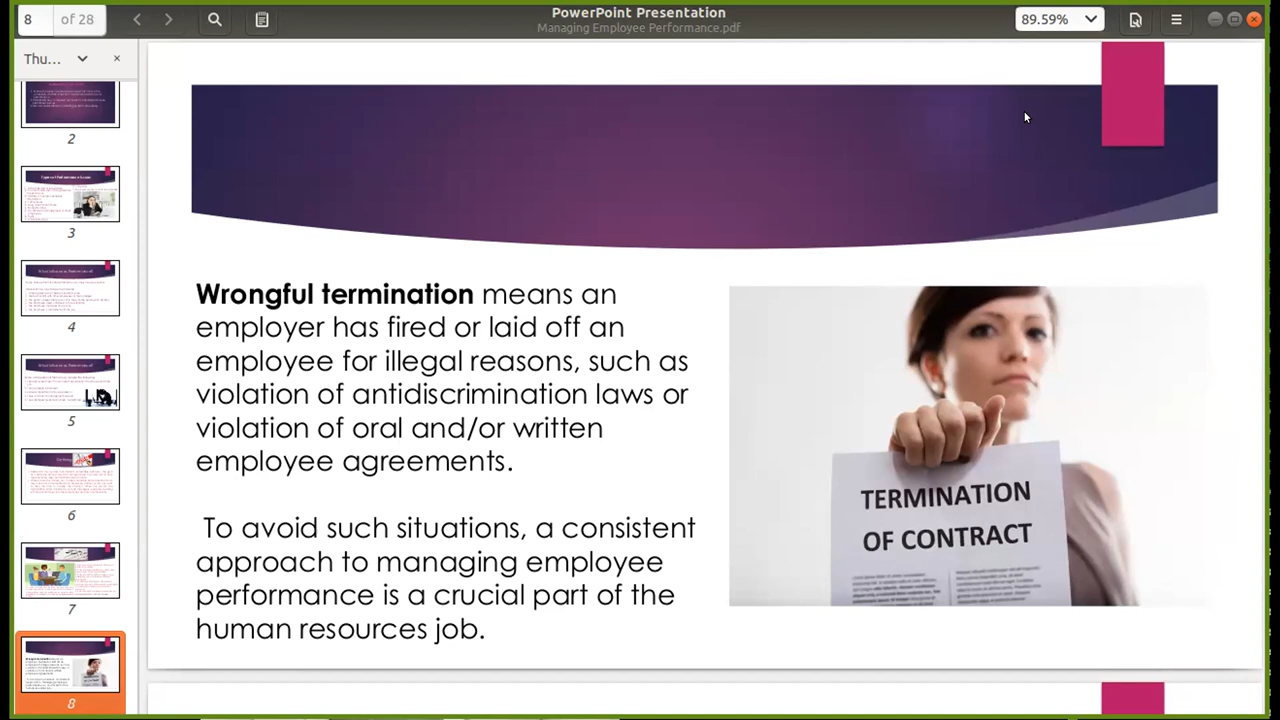 8 of 28
PowerPoint Presentation
Managing Employee Performance.pdf
89.59%
Thu...
2
3
4
5
6
7
8
Wrongful termination means an
employer has fired or laid off an
employee for illegal reasons, such as
violation of antidiscrimination laws or
violation of oral and/or written
employee agreements.
To avoid such situations, a consistent
approach to managing employee
performance is a crucial part of the
human resources job.
TERMINATION
OF CONTRACT